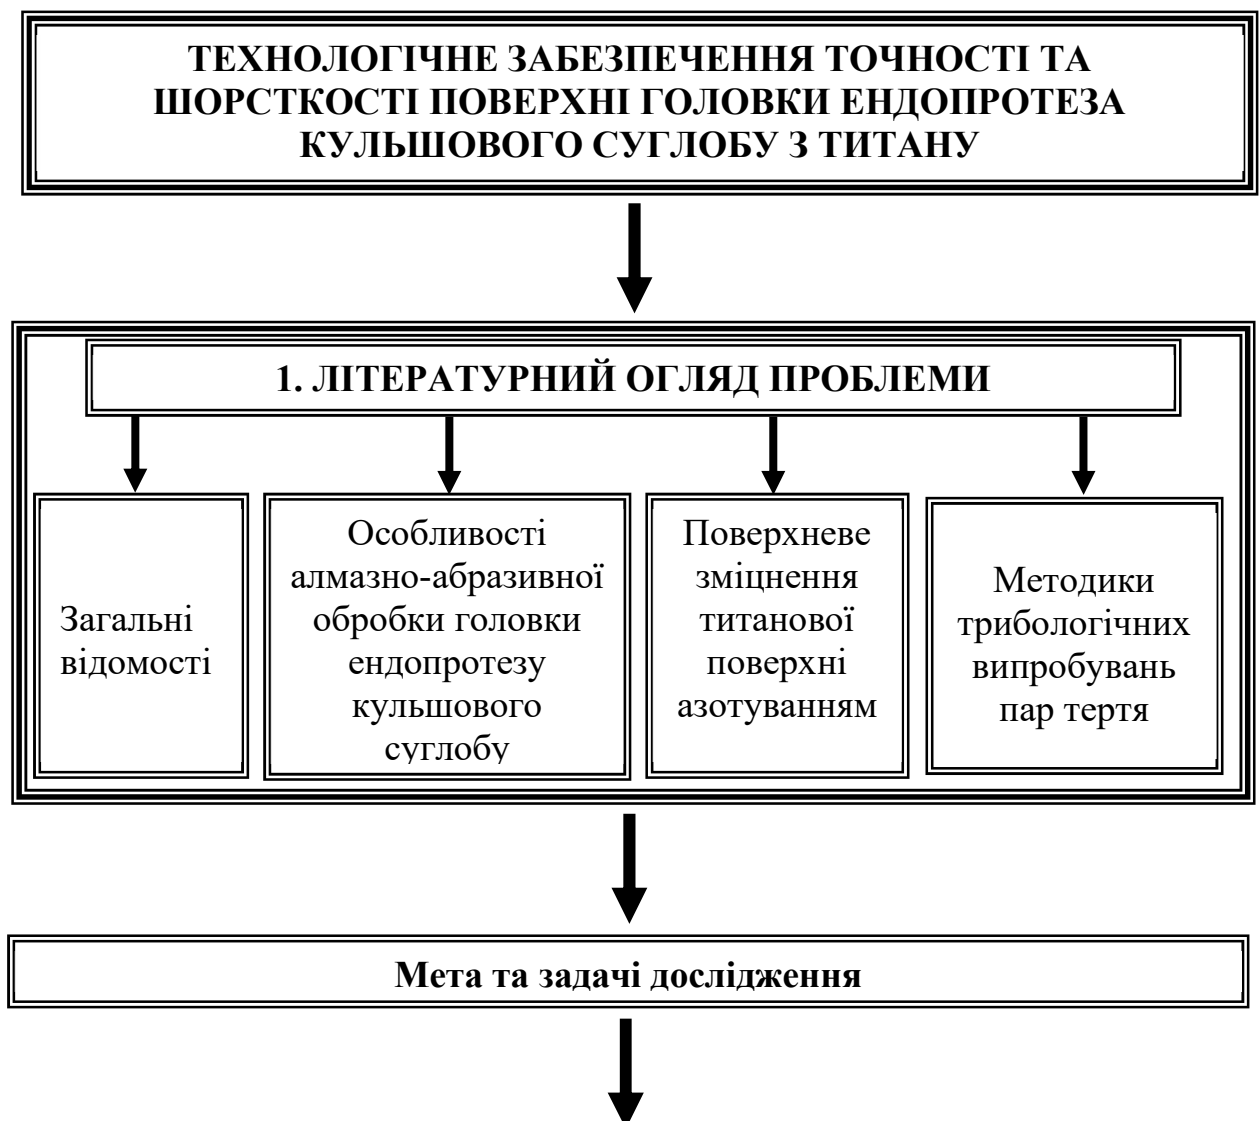 ТЕХНОЛОГІЧНЕ ЗАБЕЗПЕЧЕННЯ ТОЧНОСТІ ТА
ШОРСТКОСТІ ПОВЕРХНІ ГОЛОВКИ ЕНДОПРОТЕЗА
КУЛЬШОВОГО СУГЛОБУ З ТИТАНУ
1. ЛІТЕРАТУРНИЙ ОГЛЯД ПРОБЛЕМИ
Загальні
відомості
Особливості
алмазно-абразивної
обробки головки
ендопротезу
кульшового
суглобу
Поверхневе
зміцнення
титанової
поверхні
азотуванням
Методики
трибологічних
випробувань
пар тертя
Мета та задачі дослідження